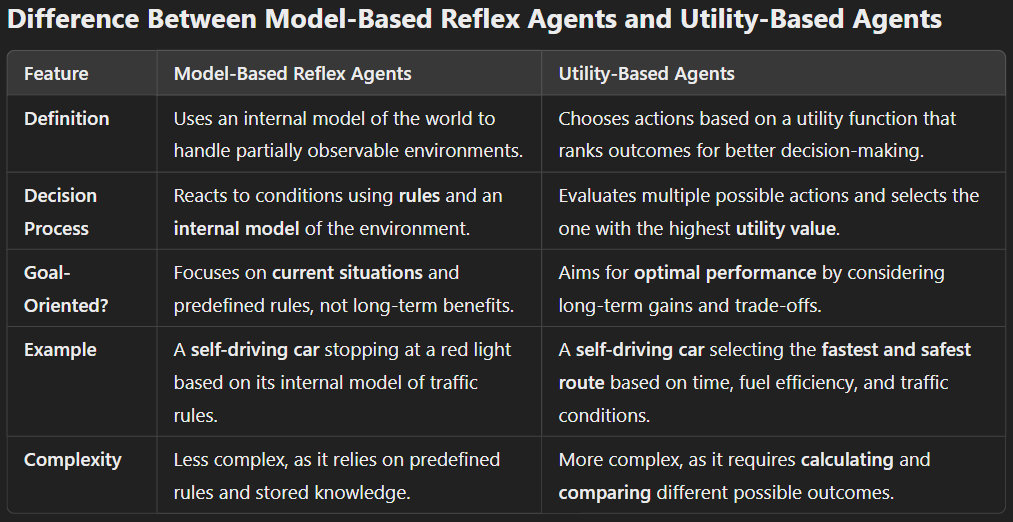 Difference Between Model-Based Reflex Agents and Utility-Based Agents
Feature
Model-Based Reflex Agents
Utility-Based Agents
Definition
Uses an internal model of the world to
handle partially observable environments.
Chooses actions based on a utility function that
ranks outcomes for better decision-making.
Decision
Process
Reacts to conditions using rules and an
internal model of the environment.
Evaluates multiple possible actions and selects the
one with the highest utility value.
Goal-
Oriented?
Focuses on current situations and
predefined rules, not long-term benefits.
Aims for optimal performance by considering
long-term gains and trade-offs.
Example
A self-driving car stopping at a red light
based on its internal model of traffic
rules.
A self-driving car selecting the fastest and safest
route based on time, fuel efficiency, and traffic
conditions.
Complexity
Less complex, as it relies on predefined
rules and stored knowledge.
More complex, as it requires calculating and
comparing different possible outcomes.